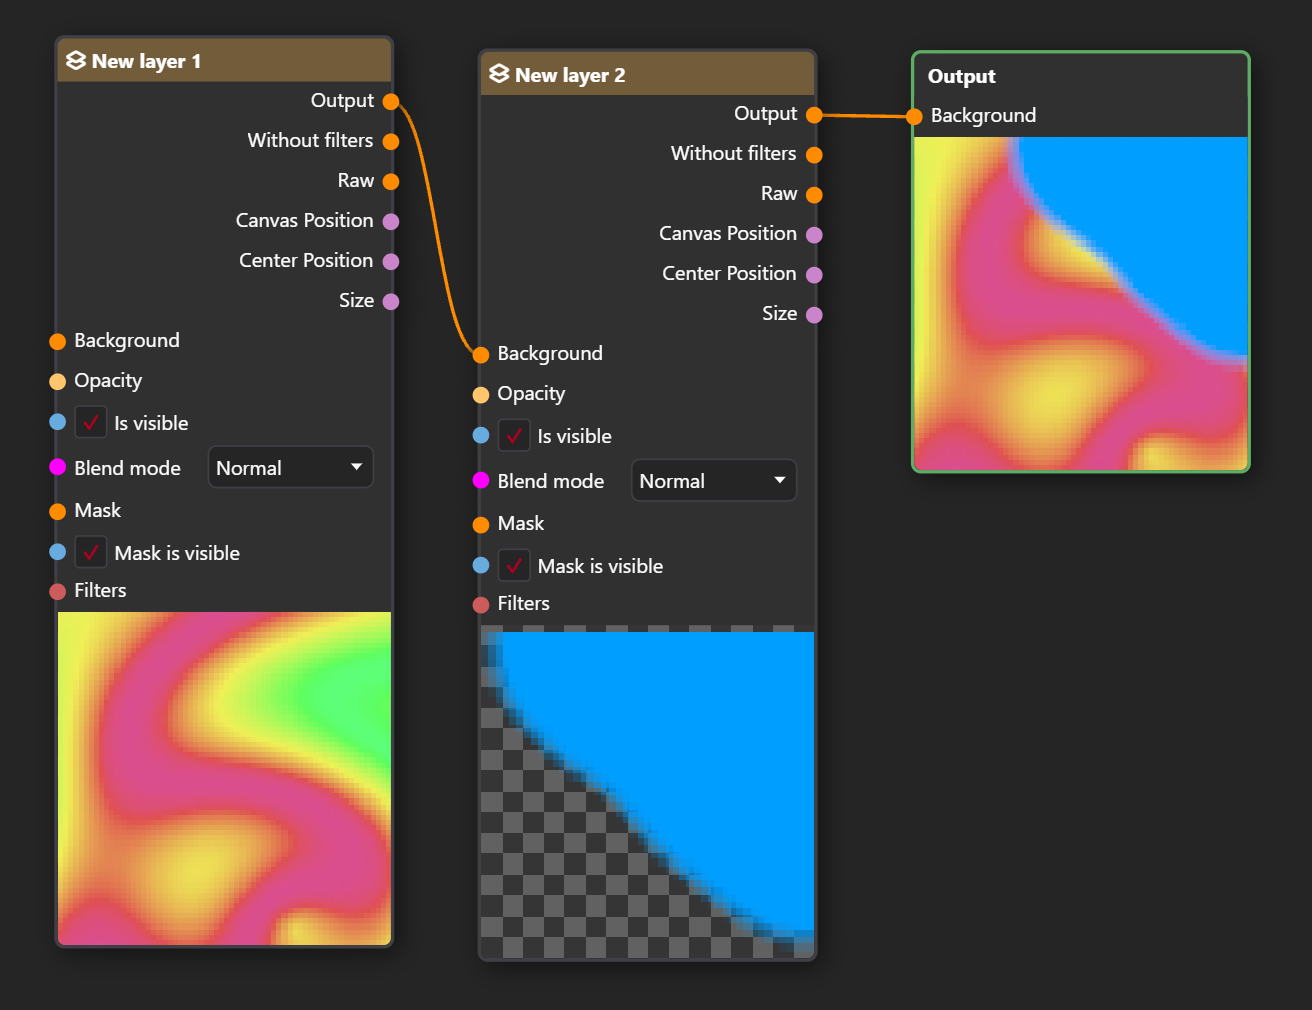 New layer 1
Output
Without filters
Raw
Canvas Position
Center Position
Size
Background
Opacity
Is visible
Blend mode Normal
Mask
Mask is visible
Filters
New layer 2
Output
Without filters
Raw
Canvas Position
Center Position
Size
Background
Opacity
Is visible
Blend mode Normal
Mask
Mask is visible
Filters
Output
Background